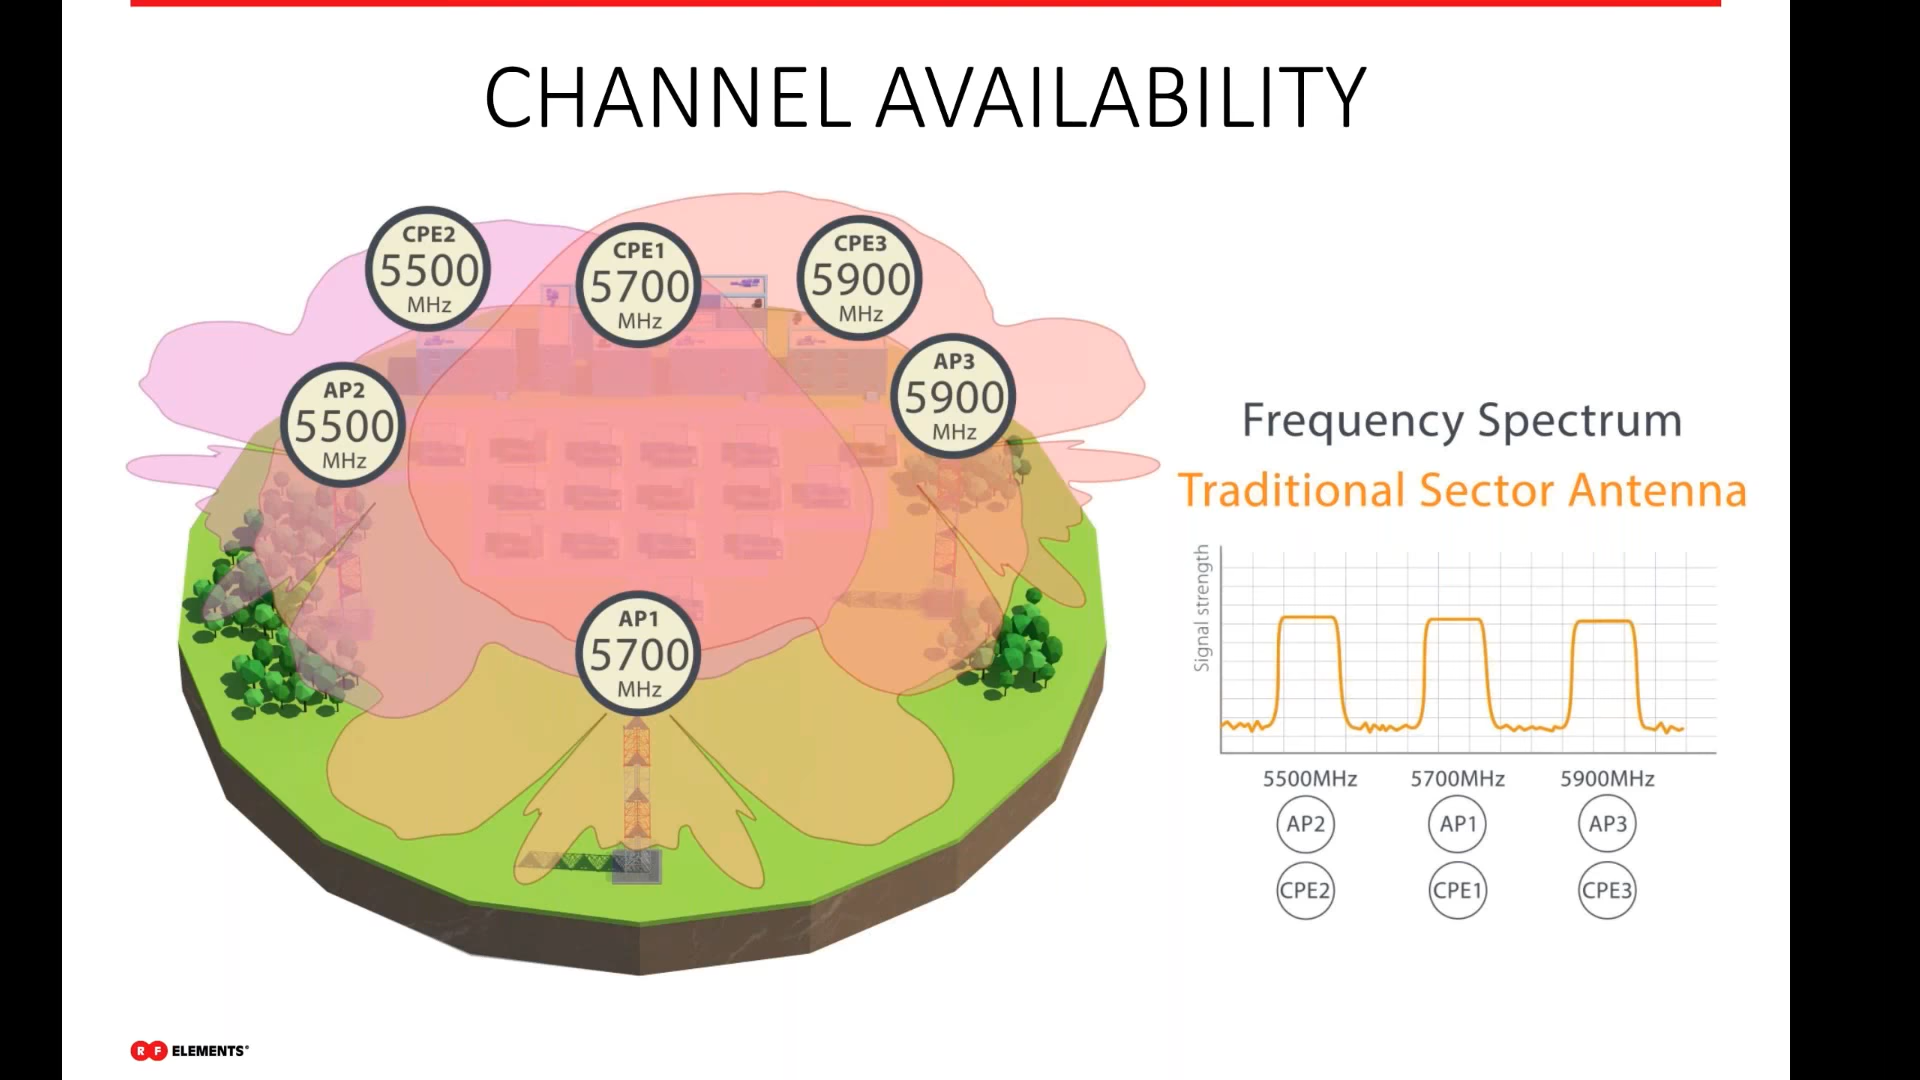 CHANNEL AVAILABILITY
CPE2
5500
MHz
CPE1
5700
MHz
CPE3
5900
MHz
AP2
5500
MHz
AP3
5900
MHz
AP1
5700
MHz
Frequency Spectrum
Traditional Sector Antenna
Signal strength
5500MHz 5700MHz 5900MHz
AP2 AP1 AP3
CPE2 CPE1 CPE3
RF ELEMENTS®